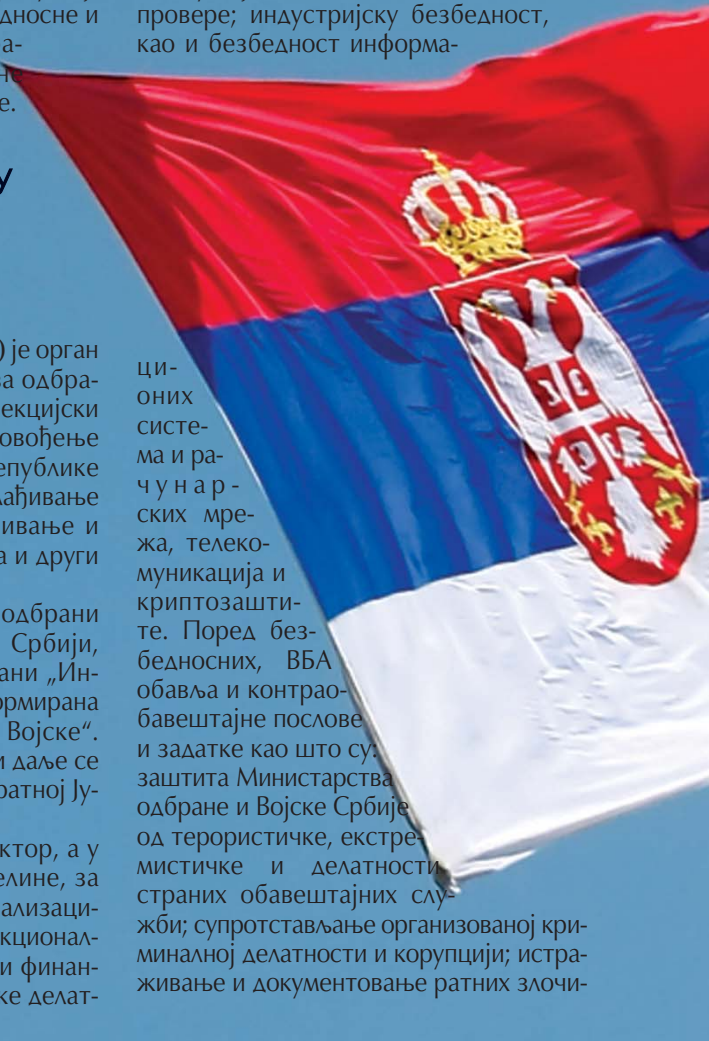 дносне и
а-
не
е.
у
) је орган
а одбра-
екцијски
овођење
епублике
лађивање
ивање и
а и други
одбрани
Србији,
ани „Ин-
ормирана
Војске“.
и даље се
ратној Ју-
ктор, а у
елине, за
ализаци-
кционал-
и финан-
ке делат-
провере; индустријску безбедност,
као и безбедност информа-
ци-
оних
систе-
ма и ра-
чунар-
ских мре-
жа, телеко-
муникација и
криптозашти-
те. Поред без-
бедносних, ВБА
обавља и контрао-
бавештајне послове
и задатке као што су:
заштита Министарства
одбране и Војске Србије
од терористичке, екстре-
мистичке и делатности
страних обавештајних слу-
жби; супротстављање организованој кри-
миналној делатности и корупцији; истра-
живање и документовање ратних злочи-